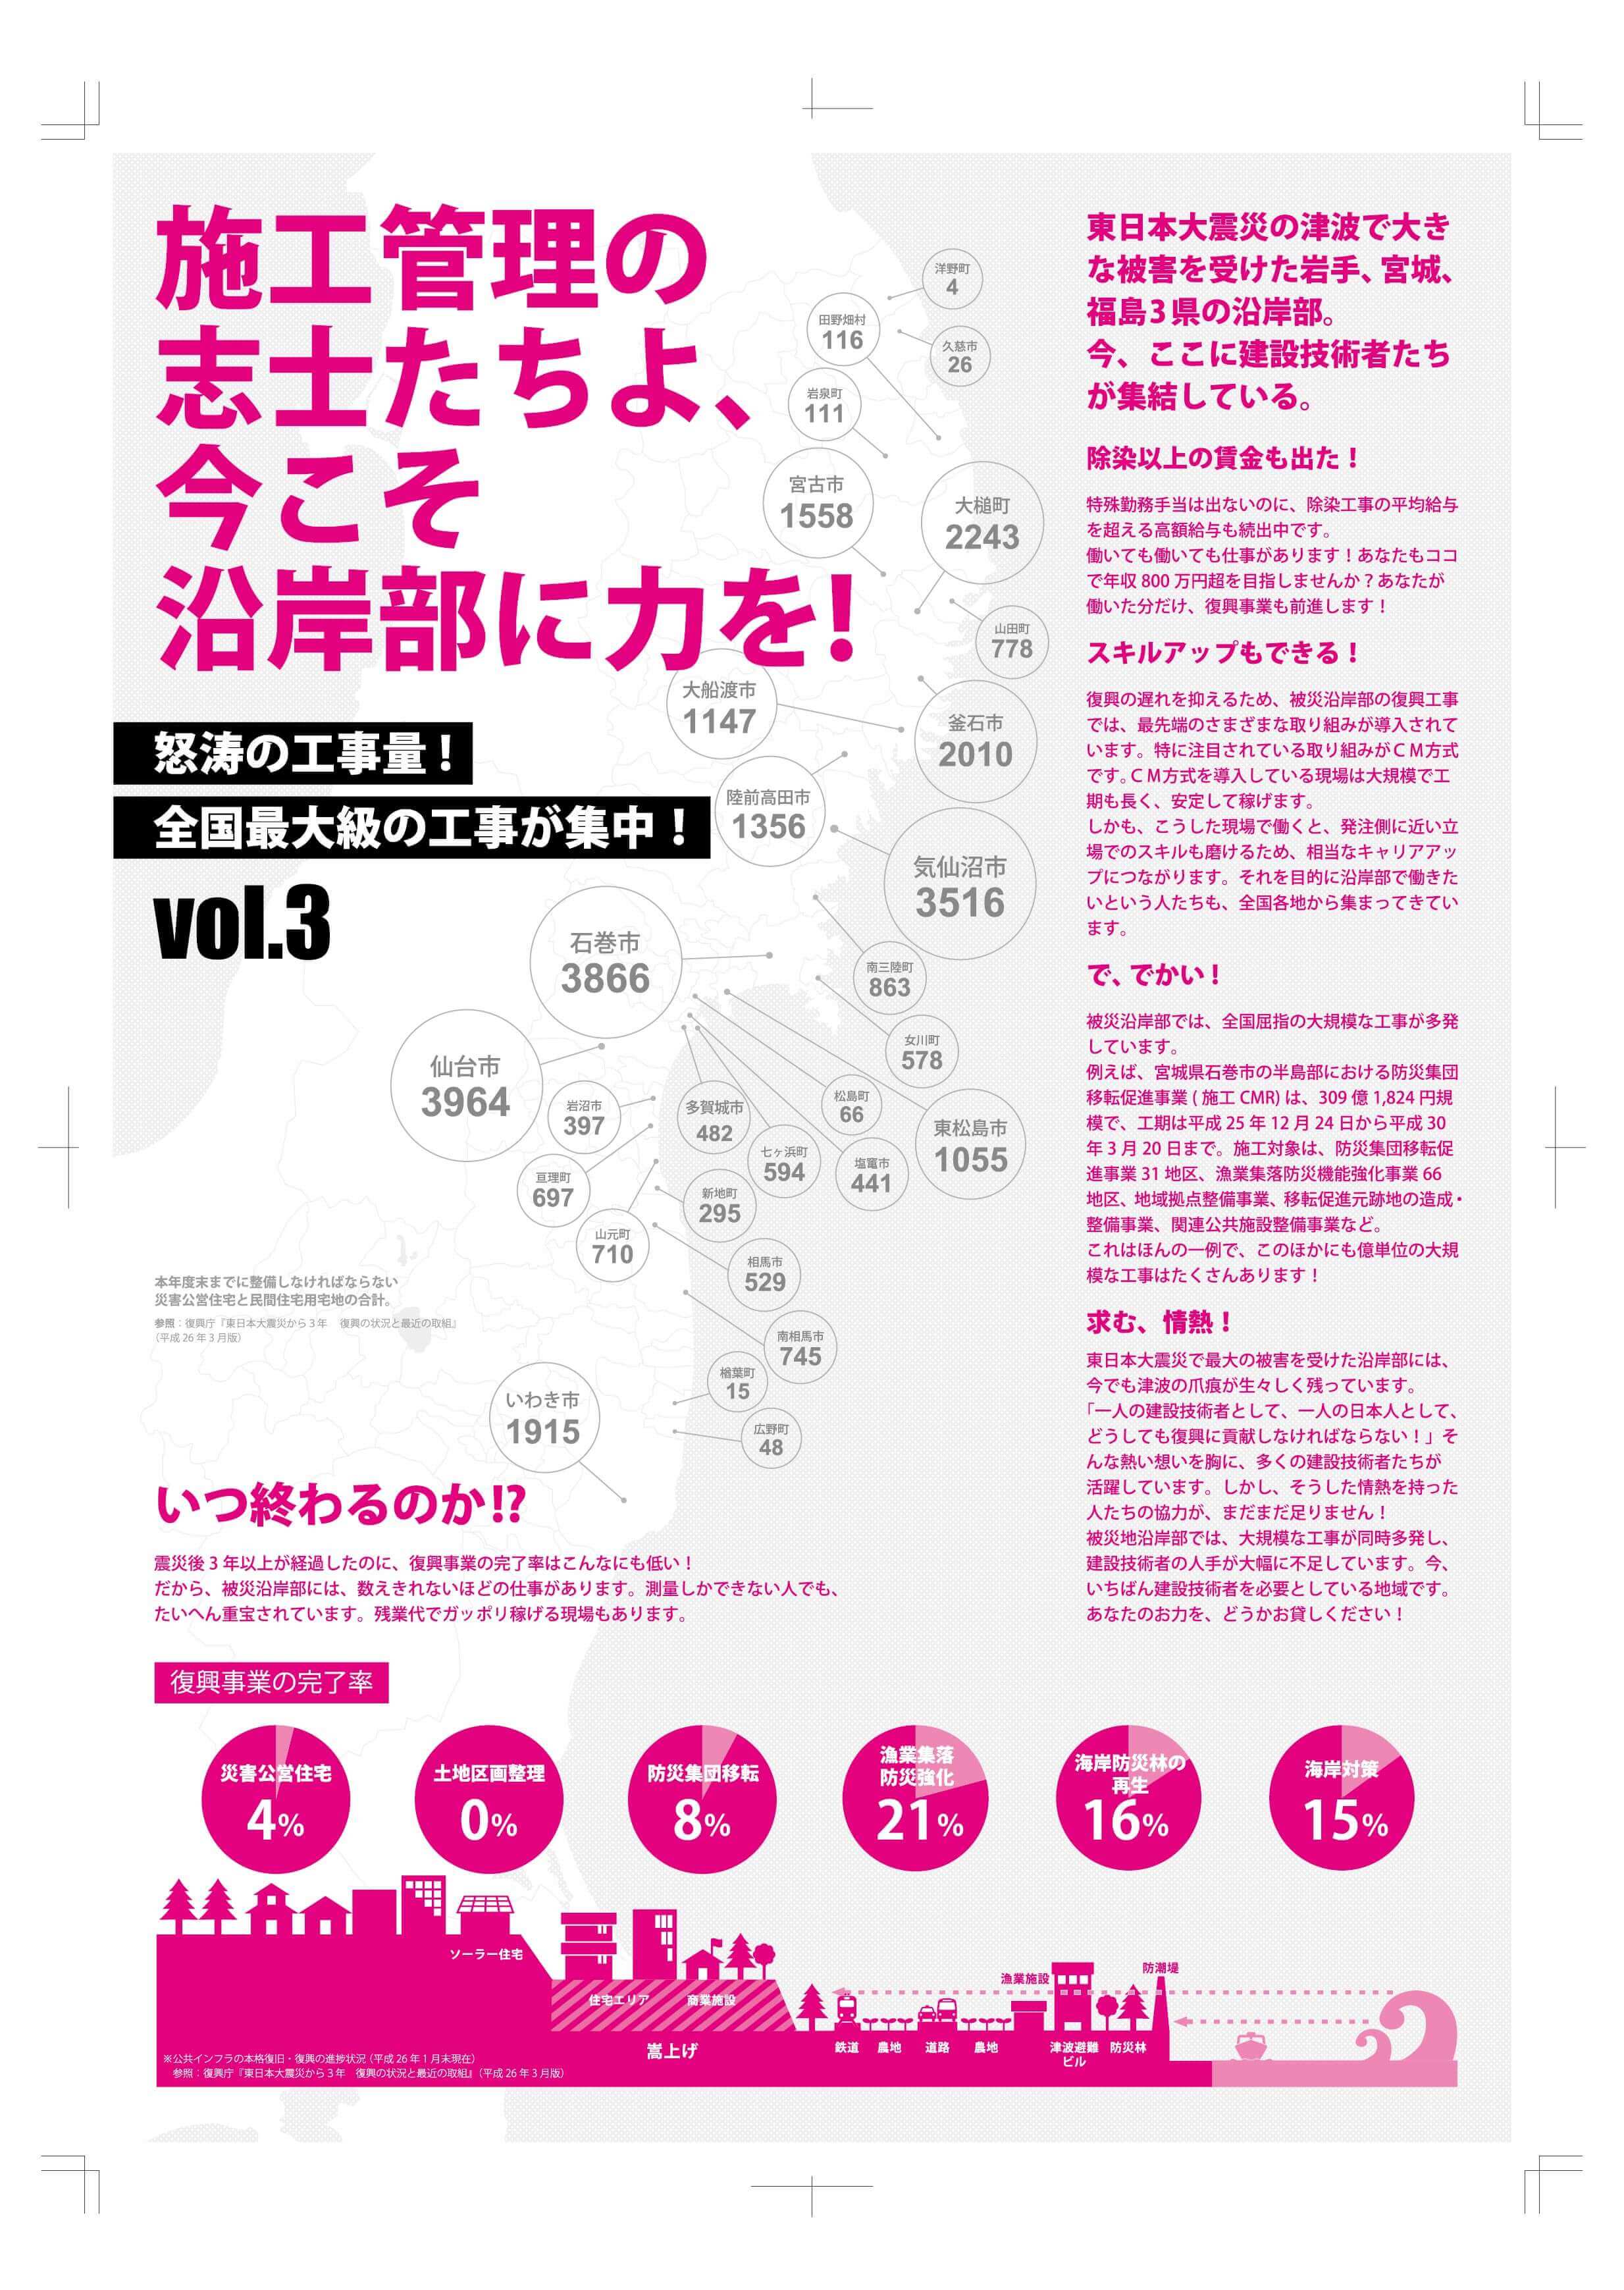 施工管理の
志士たちよ、
今こそ
沿岸部に力を!
怒涛の工事量！
全国最大級の工事が集中！
vol.3
洋野町
4
田野畑村
116
久慈市
26
岩泉町
111
宮古市
1558
大槌町
2243
山田町
778
大船渡市
1147
釜石市
2010
陸前高田市
1356
気仙沼市
3516
石巻市
3866
南三陸町
863
女川町
578
仙台市
3964
岩沼市
397
多賀城市
482
松島町
66
東松島市
1055
七ヶ浜町
594
塩竈市
441
亘理町
697
新地町
295
山元町
710
相馬市
529
南相馬市
745
楢葉町
15
いわき市
1915
広野町
48
本年度末までに整備しなければならない
災害公営住宅と民間住宅用宅地の合計。
参照：復興庁『東日本大震災から3年　復興の状況と最近の取組』
（平成26年3月版）
東日本大震災の津波で大き
な被害を受けた岩手、宮城、
福島3県の沿岸部。
今、ここに建設技術者たち
が集結している。
除染以上の賃金も出た！
特殊勤務手当は出ないのに、除染工事の平均給与
を超える高額給与も続出中です。
働いても働いても仕事があります！あなたもココ
で年収800万円超を目指しませんか？あなたが
働いた分だけ、復興事業も前進します！
スキルアップもできる！
復興の遅れを抑えるため、被災沿岸部の復興工事
では、最先端のさまざまな取り組みが導入されて
います。特に注目されている取り組みがＣＭ方式
です。ＣＭ方式を導入している現場は大規模で工
期も長く、安定して稼げます。
しかも、こうした現場で働くと、発注側に近い立
場でのスキルも磨けるため、相当なキャリアアッ
プにつながります。それを目的に沿岸部で働きた
いという人たちも、全国各地から集まってきてい
ます。
で、でかい！
被災沿岸部では、全国屈指の大規模な工事が多発
しています。
例えば、宮城県石巻市の半島部における防災集団
移転促進事業(施工CMR)は、309億1,824円規
模で、工期は平成25年12月24日から平成30
年3月20日まで。施工対象は、防災集団移転促
進事業31地区、漁業集落防災機能強化事業66
地区、地域拠点整備事業、移転促進元跡地の造成・
整備事業、関連公共施設整備事業など。
これはほんの一例で、このほかにも億単位の大規
模な工事はたくさんあります！
求む、情熱！
東日本大震災で最大の被害を受けた沿岸部には、
今でも津波の爪痕が生々しく残っています。
「一人の建設技術者として、一人の日本人として、
どうしても復興に貢献しなければならない！」そ
んな熱い想いを胸に、多くの建設技術者たちが
活躍しています。しかし、そうした情熱を持った
人たちの協力が、まだまだ足りません！
被災地沿岸部では、大規模な工事が同時多発し、
建設技術者の人手が大幅に不足しています。今、
いちばん建設技術者を必要としている地域です。
あなたのお力を、どうかお貸しください！
いつ終わるのか!?
震災後3年以上が経過したのに、復興事業の完了率はこんなにも低い！
だから、被災沿岸部には、数えきれないほどの仕事があります。測量しかできない人でも、
たいへん重宝されています。残業代でガッポリ稼げる現場もあります。
復興事業の完了率
災害公営住宅
4%
土地区画整理
0%
防災集団移転
8%
漁業集落
防災強化
21%
海岸防災林の
再生
16%
海岸対策
15%
ソーラー住宅
住宅エリア
商業施設
嵩上げ
鉄道
農地
道路
農地
漁業施設
津波避難
ビル
防災林
防潮堤
※公共インフラの本格復旧・復興の進捗状況（平成26年1月末現在）
参照：復興庁『東日本大震災から3年　復興の状況と最近の取組』（平成26年3月版）